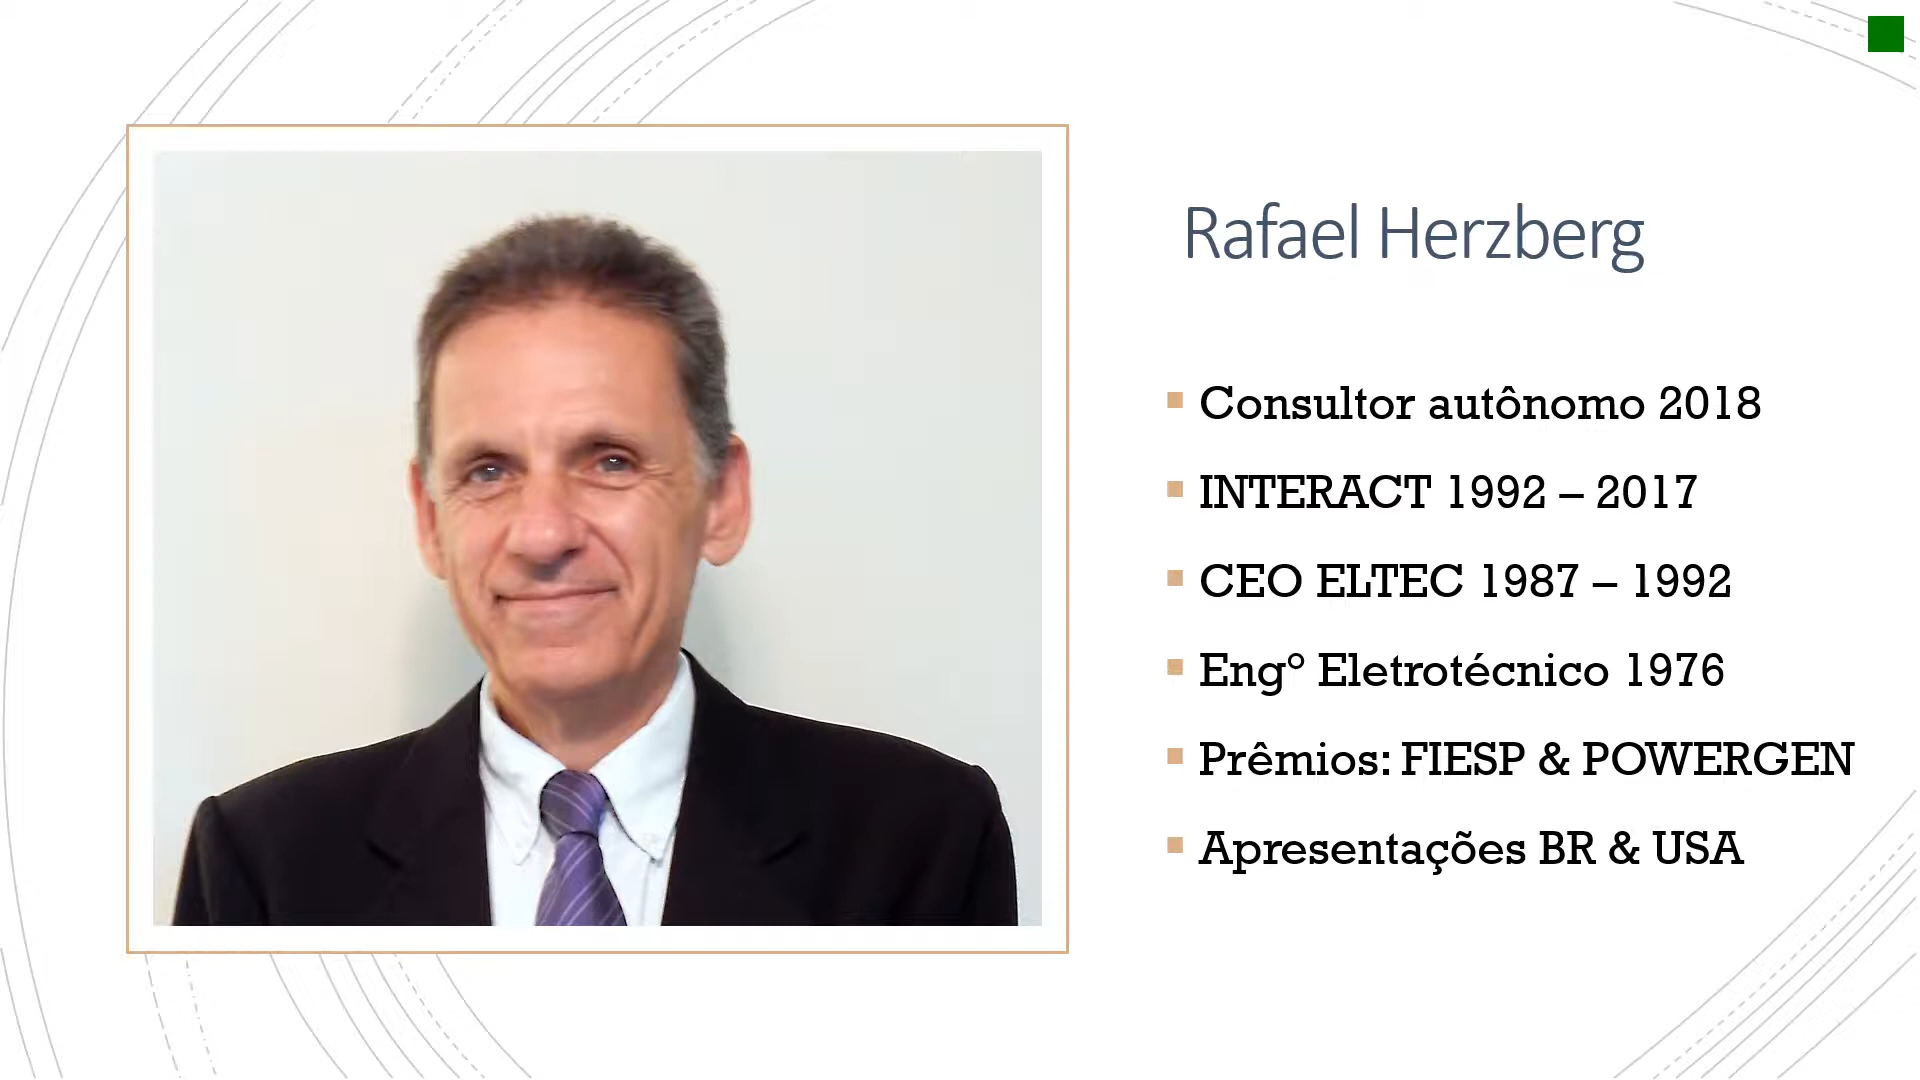 Rafael Herzberg
Consultor autônomo 2018
INTERACT 1992 – 2017
CEO ELTEC 1987 – 1992
Engº Eletrotécnico 1976
Prêmios: FIESP & POWERGEN
Apresentações BR & USA